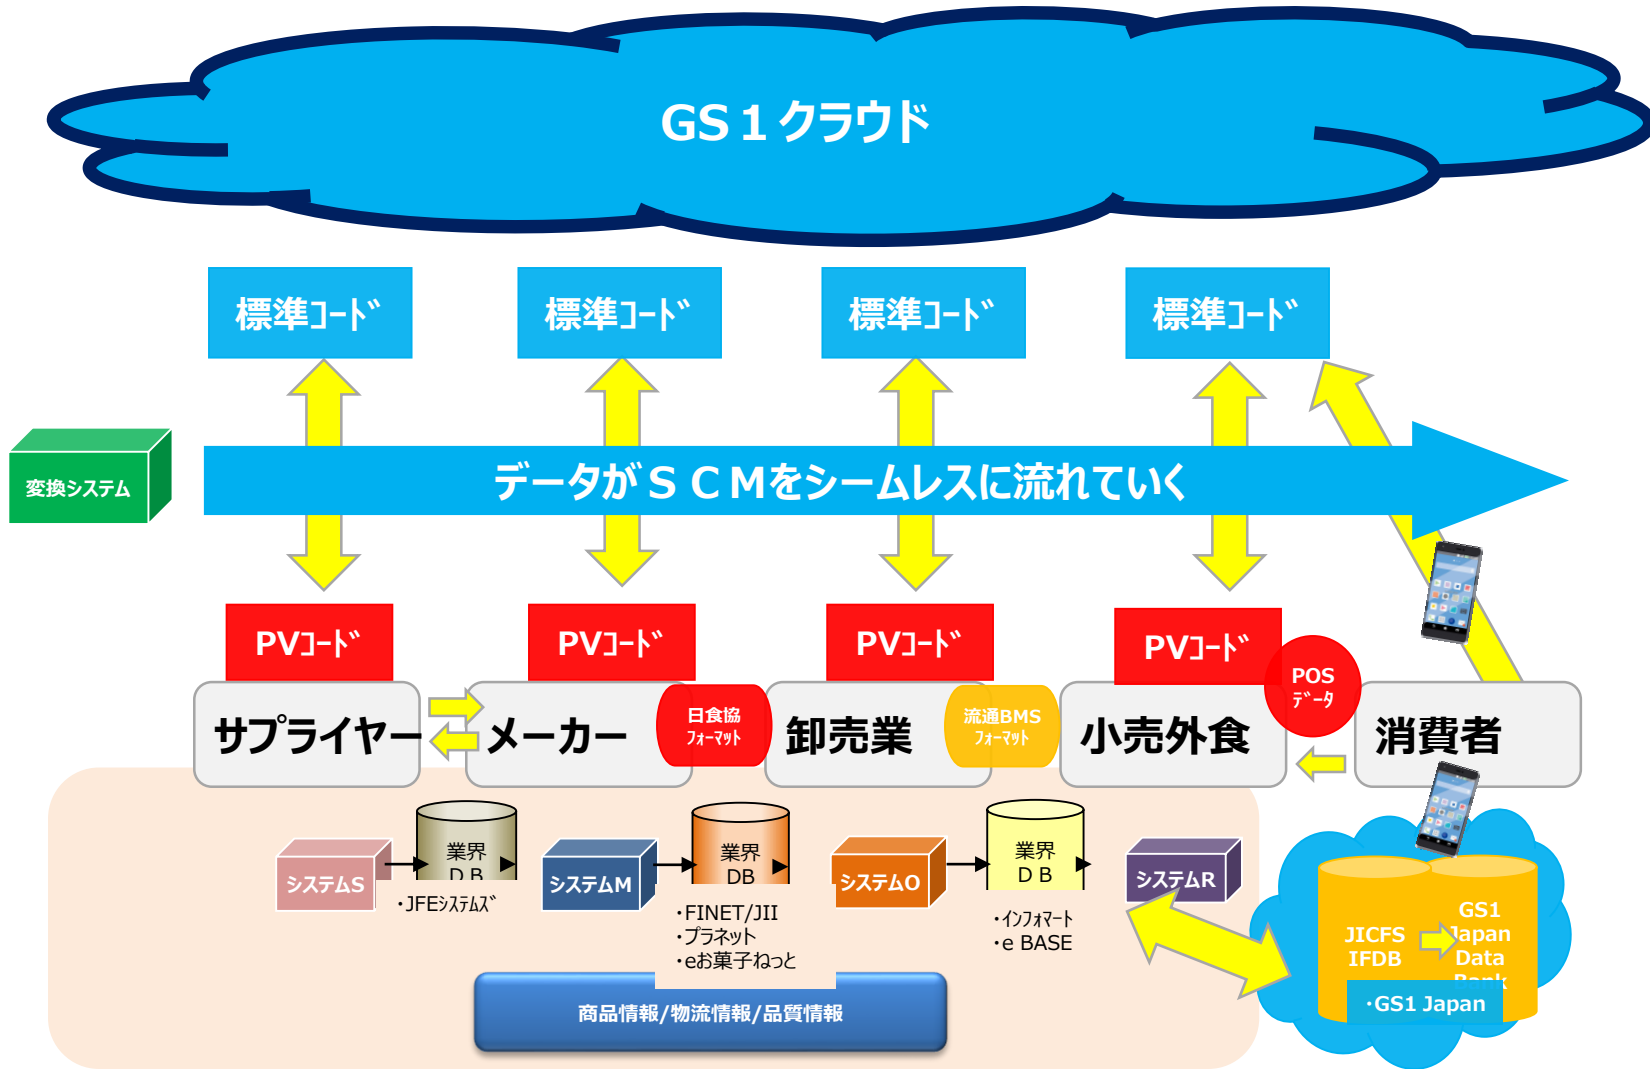 GS１クラウド
標準ｺｰﾄﾞ
標準ｺｰﾄﾞ
標準ｺｰﾄﾞ
標準ｺｰﾄﾞ
変換システム
データがＳＣＭをシームレスに流れていく
PVｺｰﾄﾞ
PVｺｰﾄﾞ
PVｺｰﾄﾞ
PVｺｰﾄﾞ
POS
ﾃﾞｰﾀ
サプライヤー
メーカー
日食協
ﾌｫｰﾏｯﾄ
卸売業
流通BMS
ﾌｫｰﾏｯﾄ
小売外食
消費者
システムS
業界
ＤＢ
・JFEｼｽﾃﾑｽﾞ
システムM
業界
DB
・FINET/JII
・プラネット
・eお菓子ねっと
システムO
業界
ＤＢ
・ｲﾝﾌｫﾏｰﾄ
・e BASE
システムR
JICFS
IFDB
GS1
Japan
Data
Bank
・GS1 Japan
商品情報/物流情報/品質情報